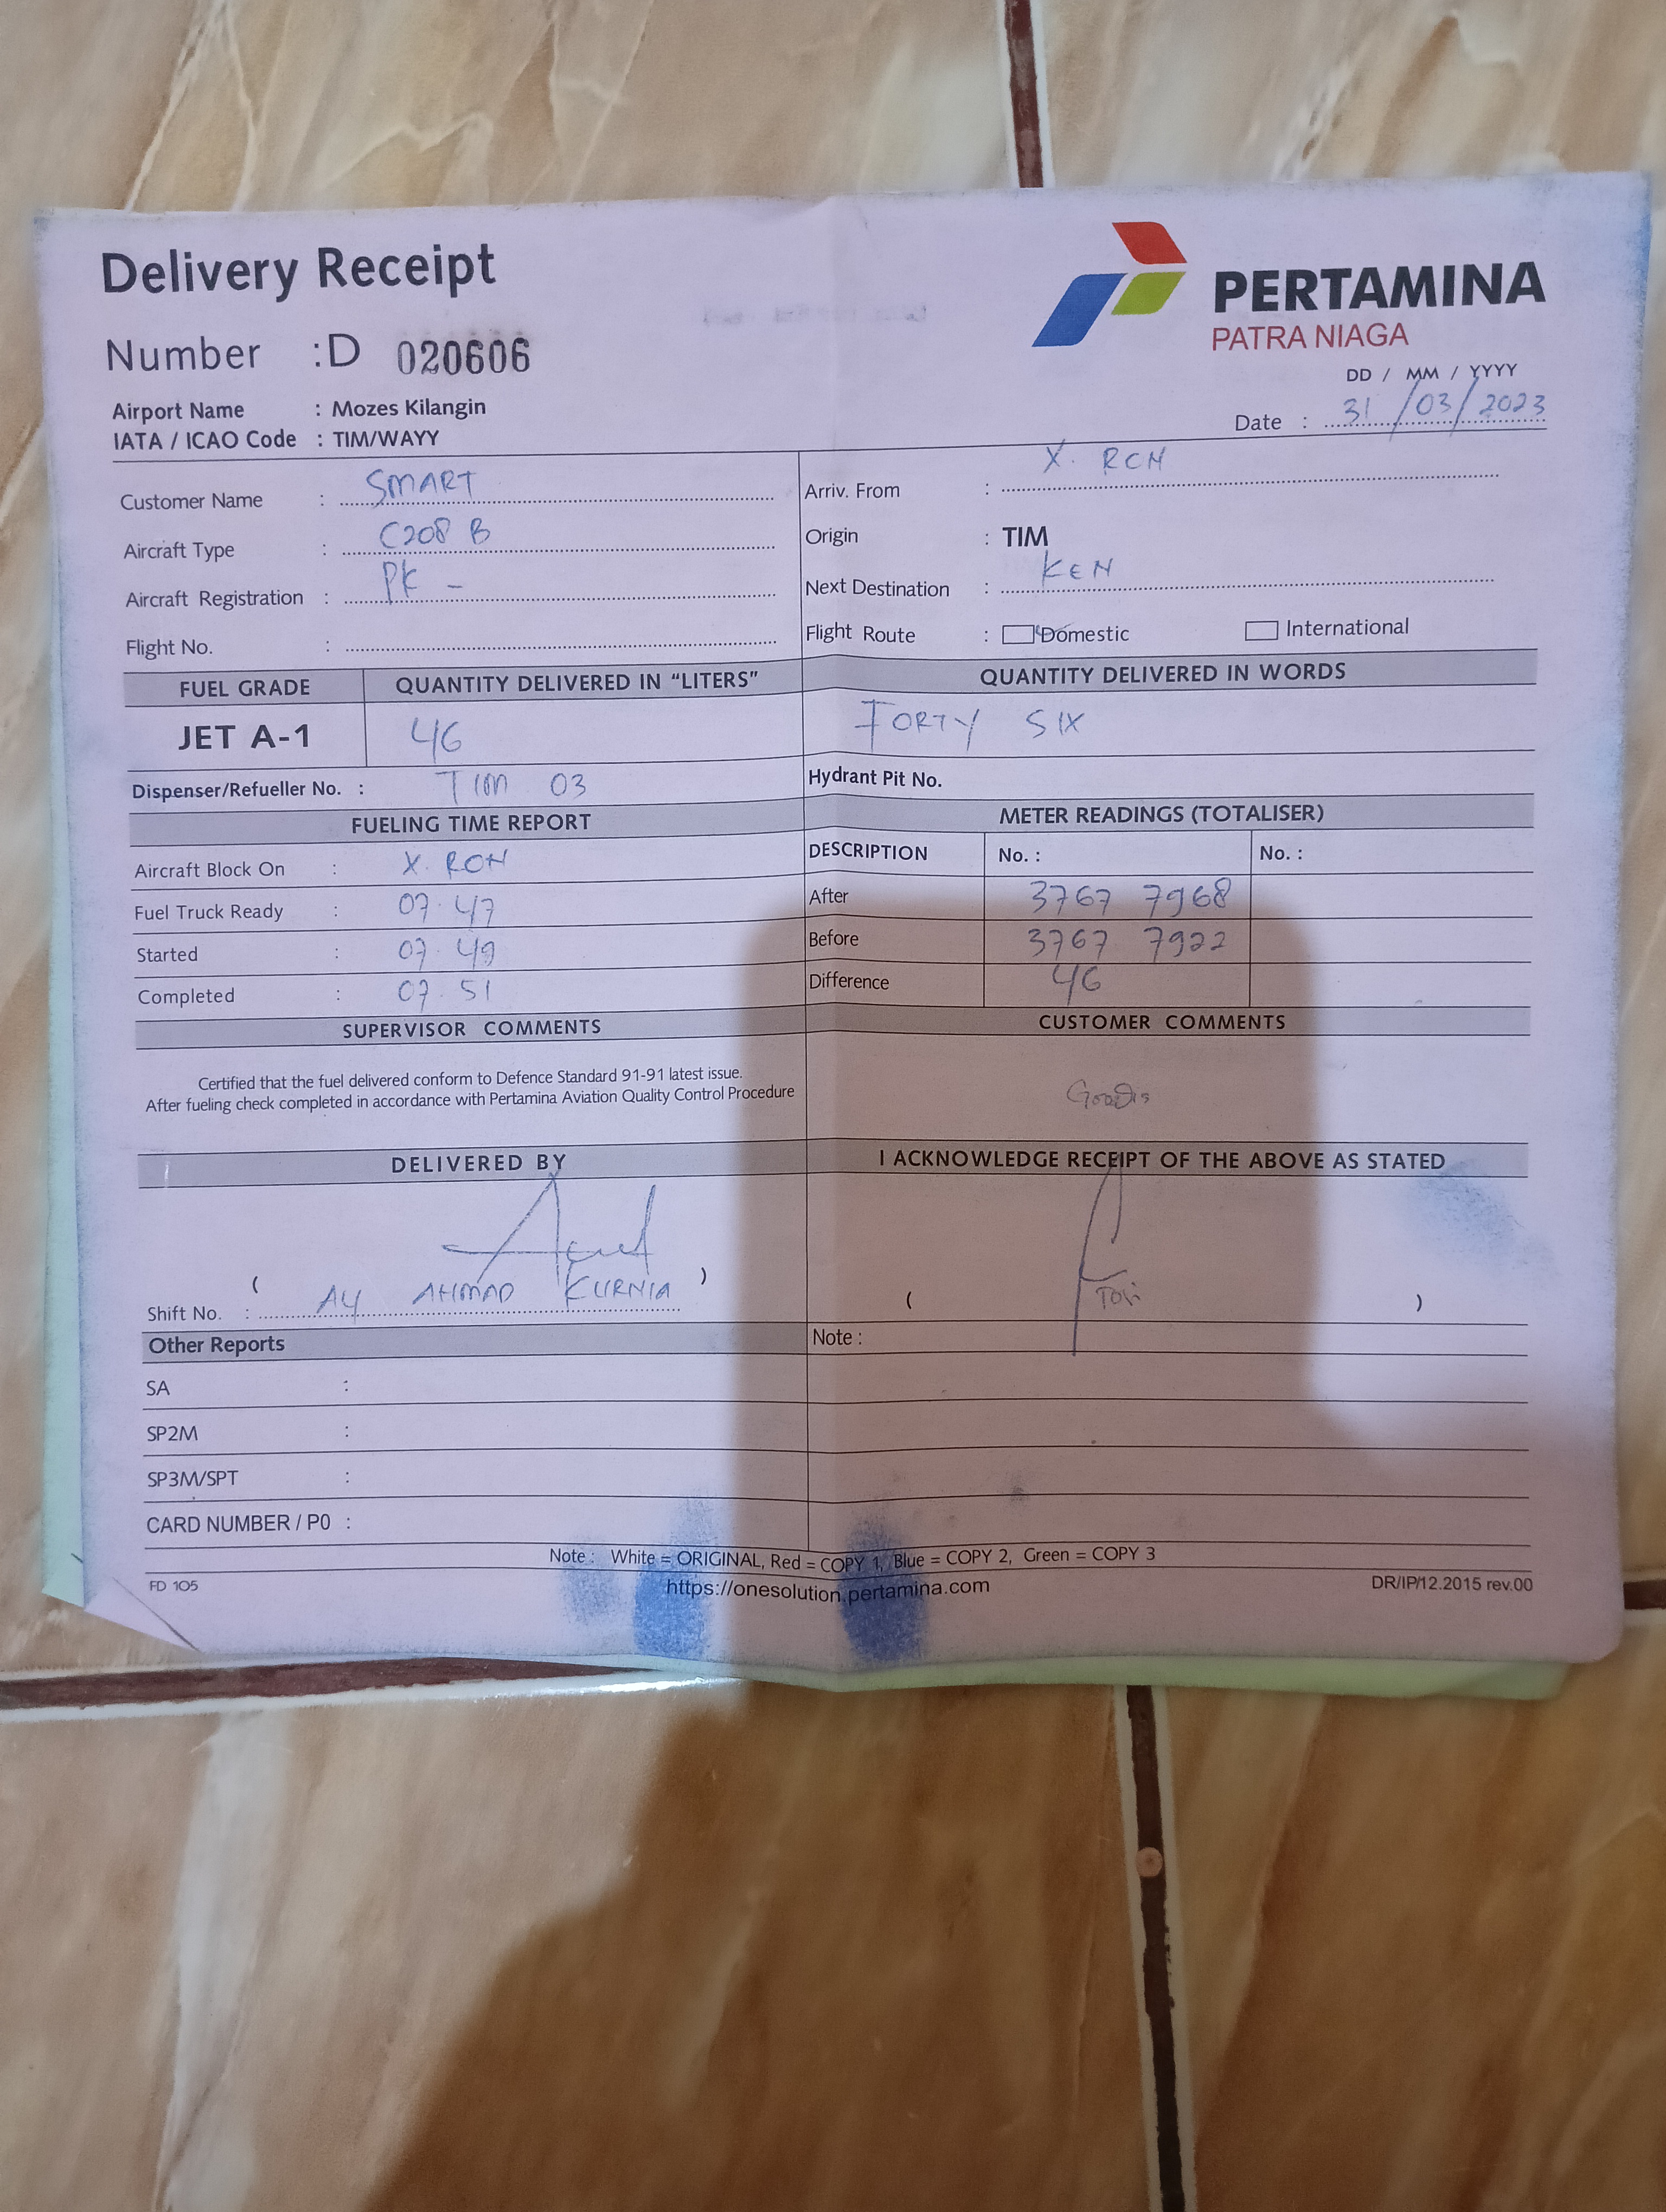 Delivery Receipt
PERTAMINA
PATRA NIAGA
Number : D 020606
DD / MM / YYYY
Date : 31 / 03 / 2023
Airport Name : Mozes Kilangin
IATA / ICAO Code : TIM/WAYY
Customer Name : SMART
Aircraft Type : C208 B
Aircraft Registration : PK -
Flight No. :
Arriv. From : X. RON
Origin : TIM
Next Destination : KEN
Flight Route : Domestic International
FUEL GRADE QUANTITY DELIVERED IN “LITERS” QUANTITY DELIVERED IN WORDS
JET A-1 46 FORTY SIX
Dispenser/Refueller No. : TIM 03
Hydrant Pit No.
FUELING TIME REPORT
Aircraft Block On : X. RON
Fuel Truck Ready : 07.47
Started : 07.49
Completed : 07.51
METER READINGS (TOTALISER)
DESCRIPTION No. : No. :
After 3767 7968
Before 3767 7922
Difference 46
SUPERVISOR COMMENTS
Certified that the fuel delivered conform to Defence Standard 91-91 latest issue.
After fueling check completed in accordance with Pertamina Aviation Quality Control Procedure
CUSTOMER COMMENTS
DELIVERED BY
( )
Shift No. : AHMAD KURNIA
I ACKNOWLEDGE RECEIPT OF THE ABOVE AS STATED
( )
Other Reports
Note :
SA :
SP2M :
SP3M/SPT :
CARD NUMBER / P0 :
Note : White = ORIGINAL, Red = COPY 1, Blue = COPY 2, Green = COPY 3
FD 105
https://onesolution.pertamina.com
DR/IP/12.2015 rev.00